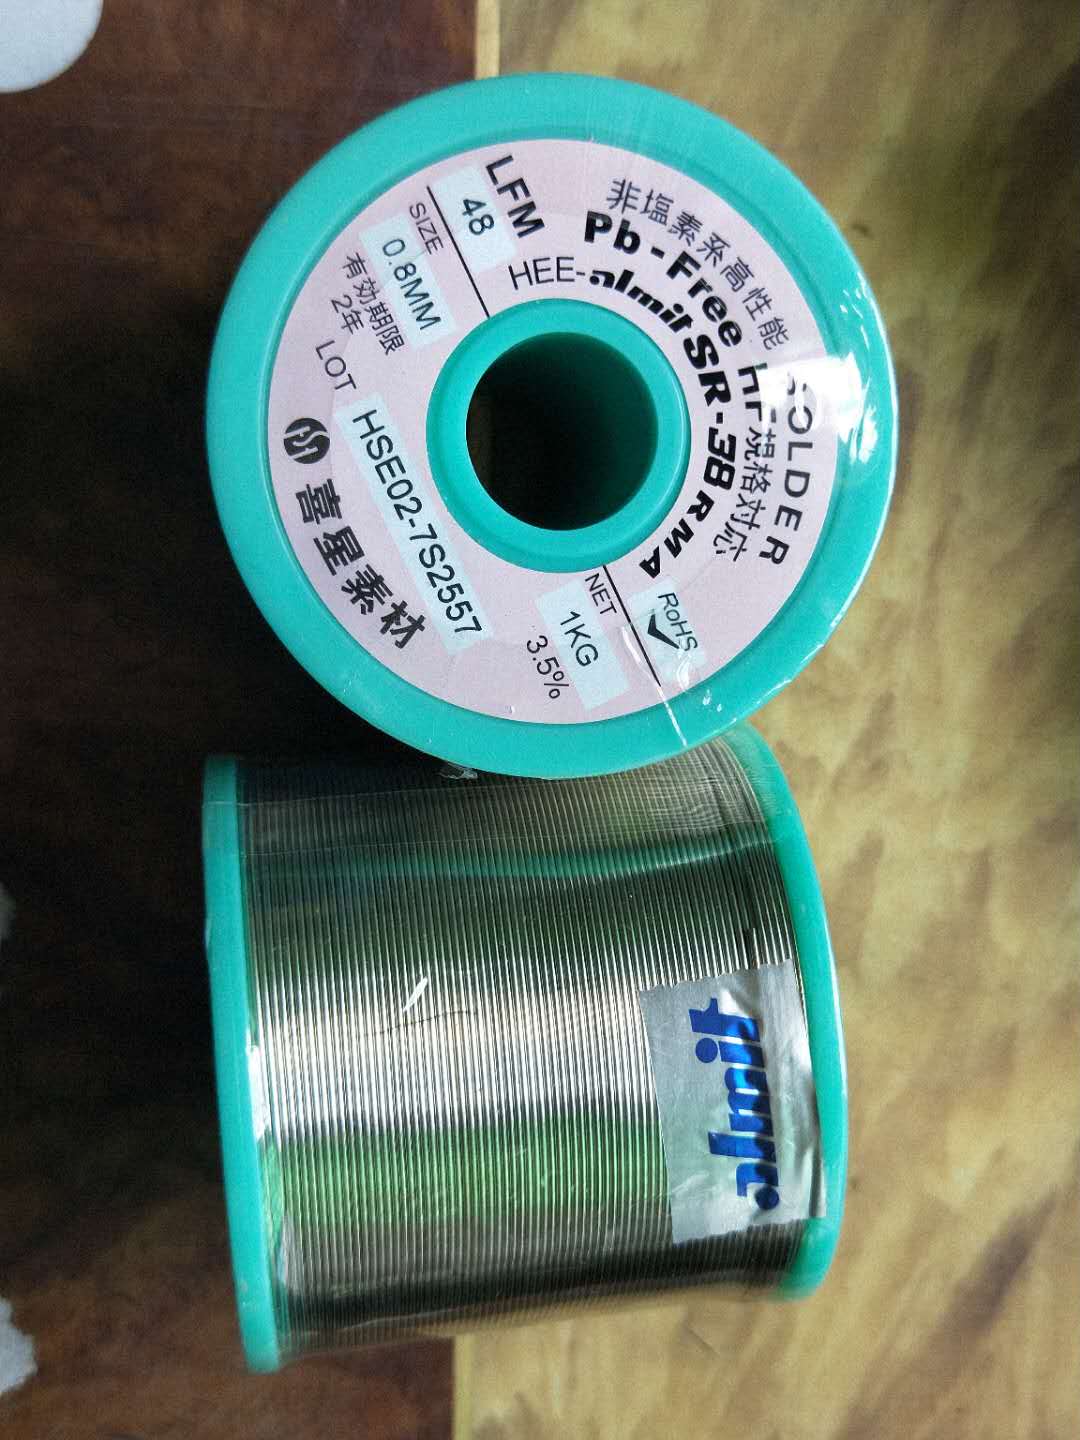 非塩素系高性能 SOLDER
Pb-Free HF規格対応
HEE-almit SR-38 RMA
LFM
48
SIZE
0.8MM
有効期限
2年
LOT
HSE02-7S2557
喜星素材
NET
1KG
3.5%
RoHS
almit